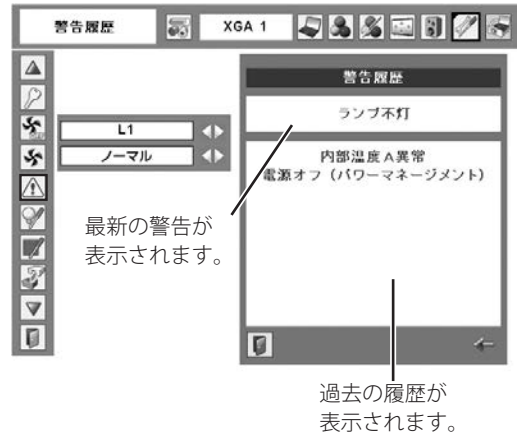 警告履歴
XGA 1
警告履歴
ランプ不灯
L1
ノーマル
内部温度A異常
電源オフ（パワーマネージメント）
最新の警告が
表示されます。
過去の履歴が
表示されます。